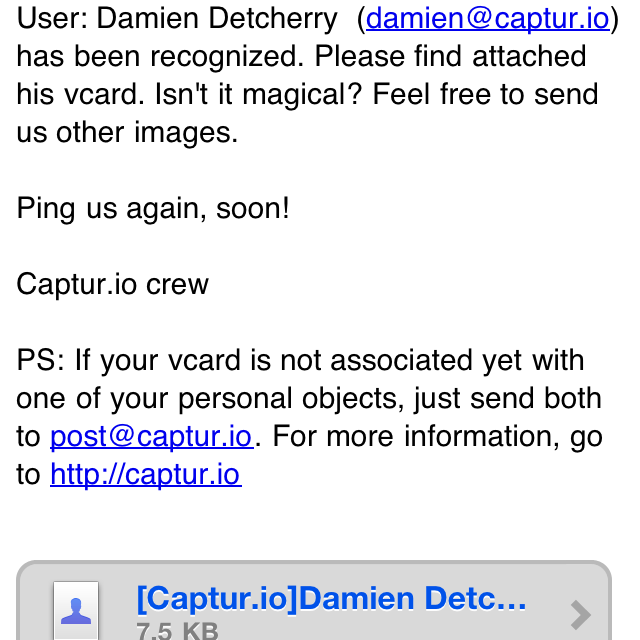 User: Damien Detcherry  (damien@captur.io)
has been recognized. Please find attached
his vcard. Isn't it magical? Feel free to send
us other images.
Ping us again, soon!
Captur.io crew
PS: If your vcard is not associated yet with
one of your personal objects, just send both
to post@captur.io. For more information, go
to http://captur.io
[Captur.io]Damien Detc...
7.5 KB